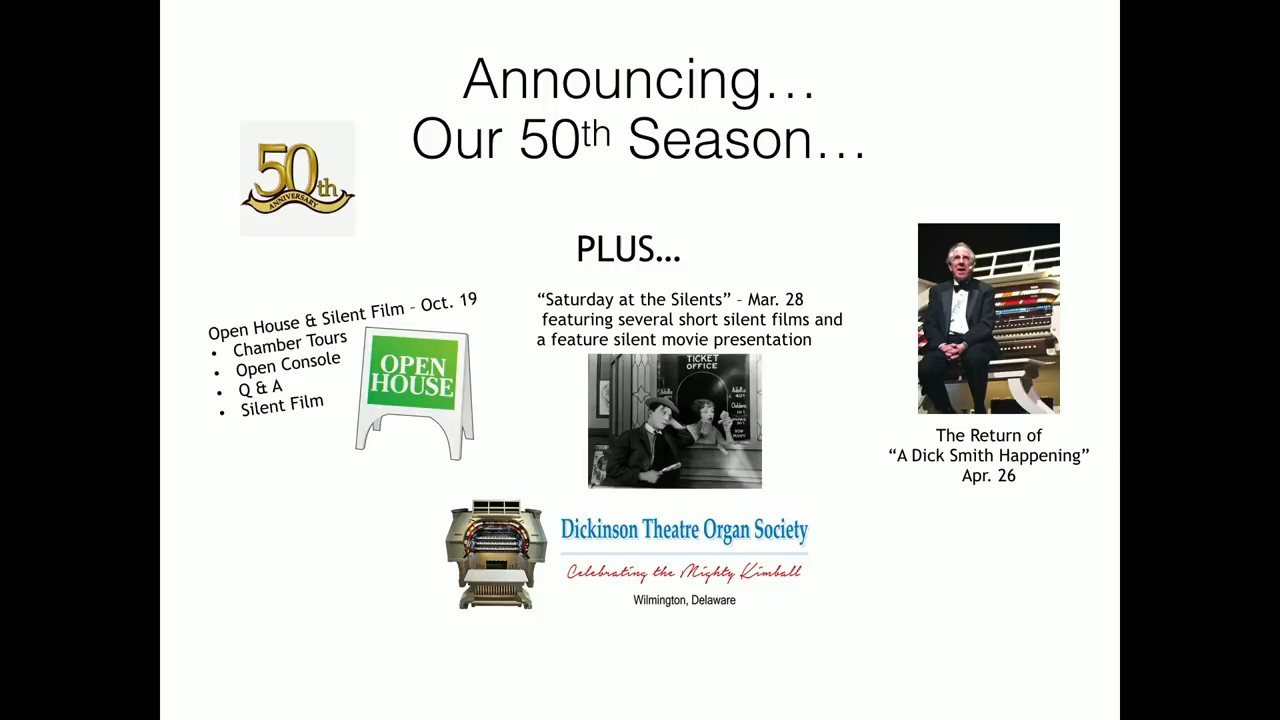 Announcing…
Our 50th Season…
50th
ANNIVERSARY
PLUS…
Open House & Silent Film – Oct. 19
• Chamber Tours
• Open Console
• Q & A
• Silent Film
OPEN
HOUSE
“Saturday at the Silents” – Mar. 28
featuring several short silent films and
a feature silent movie presentation
TICKET
OFFICE
The Return of
“A Dick Smith Happening”
Apr. 26
Dickinson Theatre Organ Society
Celebrating the Mighty Kimball
Wilmington, Delaware